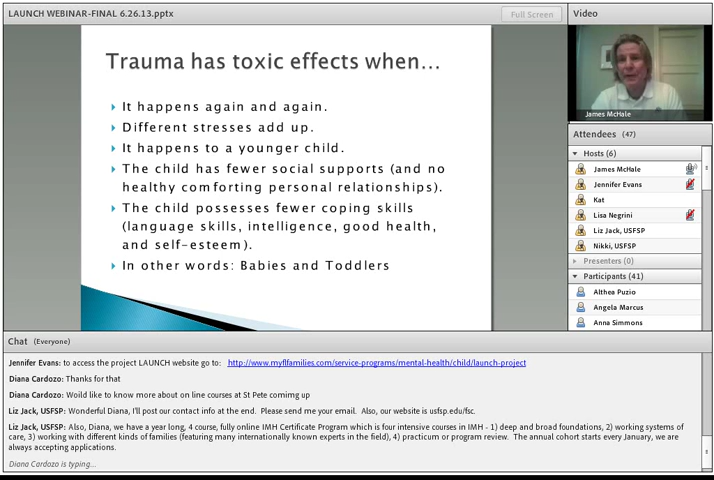 LAUNCH WEBINAR-FINAL 6.26.13.pptx
Full Screen
Trauma has toxic effects when...
It happens again and again.
Different stresses add up.
It happens to a younger child.
The child has fewer social supports (and no
healthy comforting personal relationships).
The child possesses fewer coping skills
(language skills, intelligence, good health,
and self-esteem).
In other words: Babies and Toddlers
Video
James McHale
Attendees (47)
Hosts (6)
James McHale
Jennifer Evans
Kat
Lisa Negrini
Liz Jack, USFSP
Nikki, USFSP
Presenters (0)
Participants (41)
Althea Puzio
Angela Marcus
Anna Simmons
Chat (Everyone)
Jennifer Evans: to access the project LAUNCH website go to: http://www.myflfamilies.com/service-programs/mental-health/child/launch-project
Diana Cardozo: Thanks for that
Diana Cardozo: Woild like to know more about on line courses at St Pete comimg up
Liz Jack, USFSP: Wonderful Diana, I'll post our contact info at the end. Please send me your email. Also, our website is usfsp.edu/fsc.
Liz Jack, USFSP: Also, Diana, we have a year long, 4 course, fully online IMH Certificate Program which is four intensive courses in IMH - 1) deep and broad foundations, 2) working systems of
care, 3) working with different kinds of families (featuring many internationally known experts in the field), 4) practicum or program review. The annual cohort starts every January, we are
always accepting applications.
Diana Cardozo is typing...